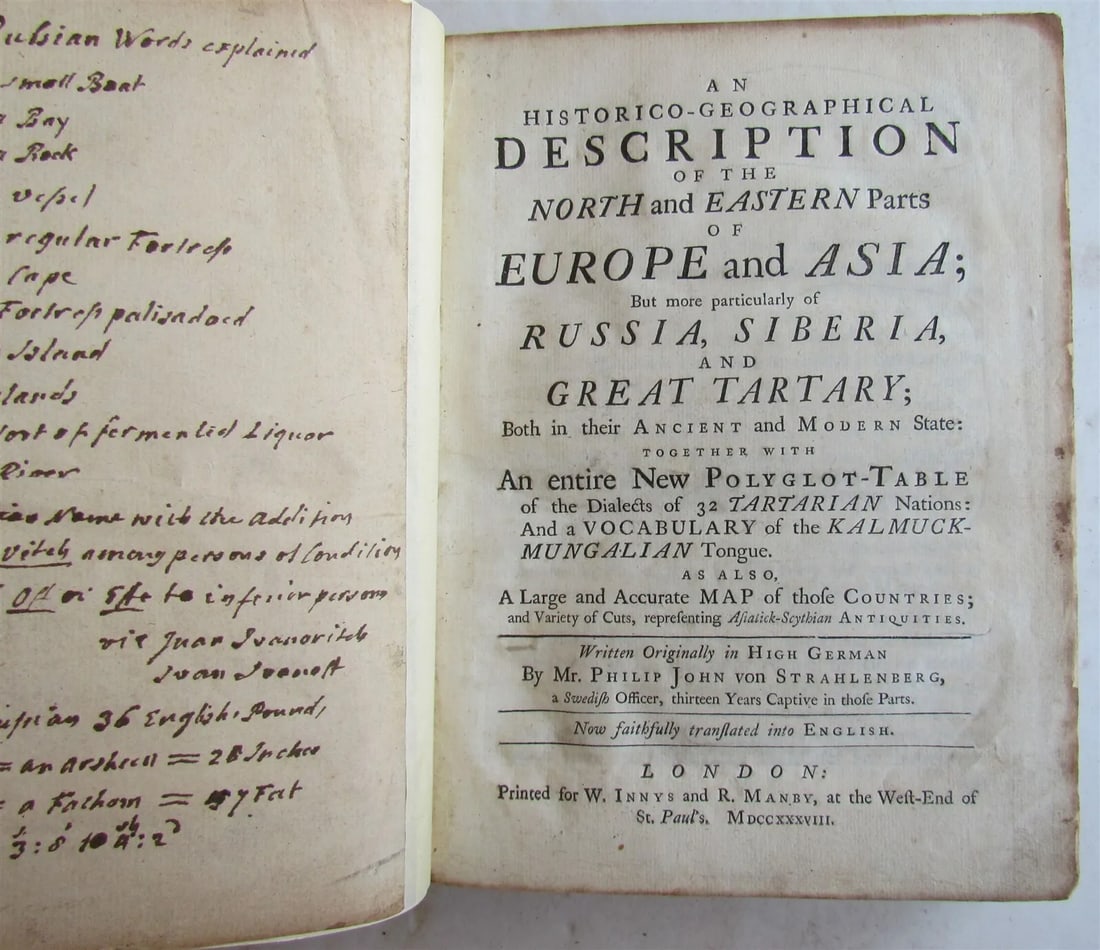 Russian Words explained
small Boat
a Bay
a Rock
vessel
regular Fortress
Cape
Fortress palisadoed
Island
lands
Sort of fermented Liquor
River
Name with the Addition
vitch among persons of Condition
Off or Effe to inferior persons
viz Juan Ivanovitch
Ivan Ivanoff
36 English Pounds
= an Arsheen = 28 Inches
a Fathom = 7 Feet
AN
HISTORICO-GEOGRAPHICAL
DESCRIPTION
OF THE
NORTH and EASTERN Parts
OF
EUROPE and ASIA;
But more particularly of
RUSSIA, SIBERIA,
AND
GREAT TARTARY;
Both in their ANCIENT and MODERN State:
TOGETHER WITH
An entire New POLYGLOT-TABLE
of the Dialects of 32 TARTARIAN Nations:
And a VOCABULARY of the KALMUCK-
MUNGALIAN Tongue.
AS ALSO,
A Large and Accurate MAP of thoſe COUNTRIES;
and Variety of Cuts, repreſenting Aſiatick-Scythian ANTIQUITIES.
Written Originally in HIGH GERMAN
By Mr. PHILIP JOHN von STRAHLENBERG,
a Swediſh Officer, thirteen Years Captive in thoſe Parts.
Now faithfully tranſlated into ENGLISH.
LONDON:
Printed for W. INNYS and R. MANBY, at the Weſt-End of
St. Paul's. MDCCXXXVIII.